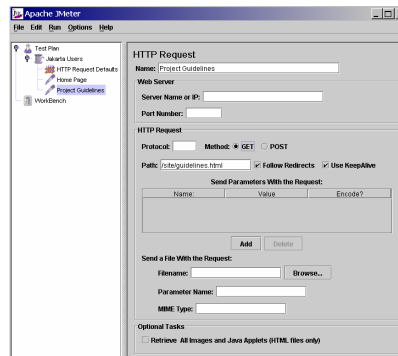 Apache JMeter
File Edit Run Options Help
Test Plan
Jakarta Users
HTTP Request Defaults
Home Page
Project Guidelines
WorkBench
HTTP Request
Name: Project Guidelines
Web Server
Server Name or IP:
Port Number:
HTTP Request
Protocol: Method: GET POST
Path: /site/guidelines.html Follow Redirects Use KeepAlive
Send Parameters With the Request:
Name: Value Encode?
Add Delete
Send a File With the Request:
Filename: Browse...
Parameter Name:
MIME Type:
Optional Tasks
Retrieve All Images and Java Applets (HTML files only)